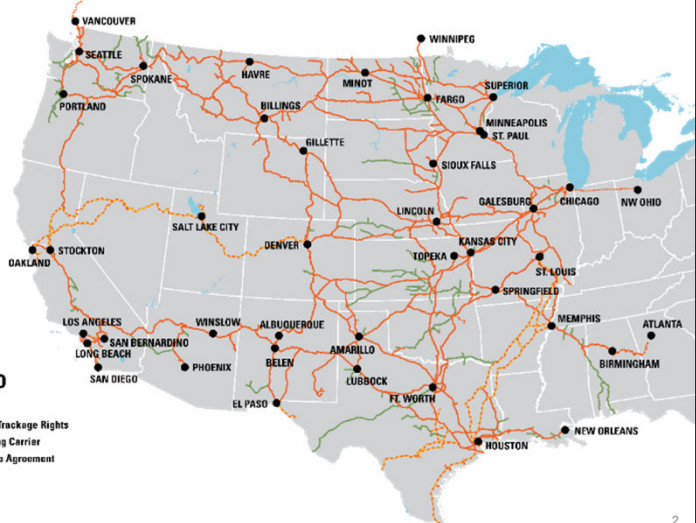 VANCOUVER
WINNIPEG
SEATTLE
SPOKANE
HAVRE
MINOT
SUPERIOR
PORTLAND
BILLINGS
FARGO
MINNEAPOLIS
ST. PAUL
GILLETTE
SIOUX FALLS
SALT LAKE CITY
LINCOLN
GALESBURG
CHICAGO
NW OHIO
OAKLAND
STOCKTON
DENVER
TOPEKA
KANSAS CITY
ST. LOUIS
SPRINGFIELD
LOS ANGELES
SAN BERNARDINO
LONG BEACH
SAN DIEGO
WINSLOW
PHOENIX
ALBUQUERQUE
BELEN
AMARILLO
LUBBOCK
MEMPHIS
ATLANTA
BIRMINGHAM
EL PASO
FT. WORTH
HOUSTON
NEW ORLEANS
Trackage Rights
Carrier
Agreement
2